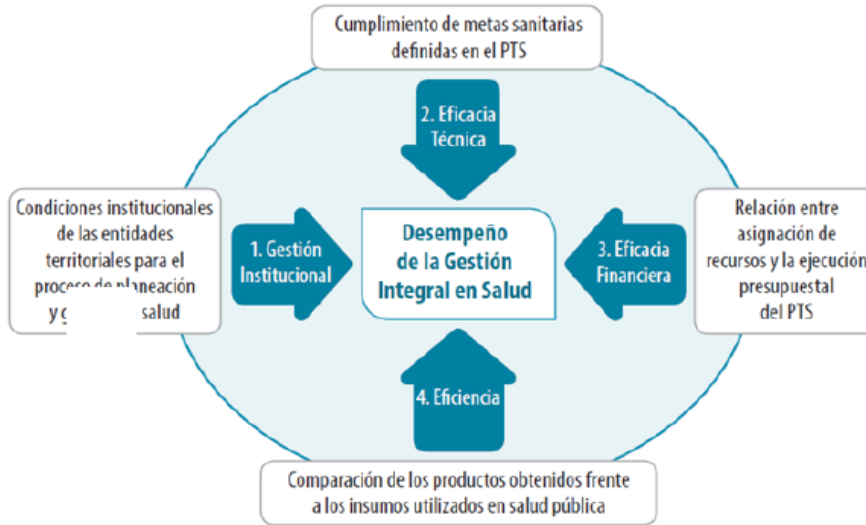 Cumplimiento de metas sanitarias
definidas en el PTS
2. Eficacia
Técnica
Condiciones institucionales
de las entidades
territoriales para el
proceso de planeación
y salud
1. Gestión
Institucional
Desempeño
de la Gestión
Integral en Salud
3. Eficacia
Financiera
Relación entre
asignación de
recursos y la ejecución
presupuestal
del PTS
4. Eficiencia
Comparación de los productos obtenidos frente
a los insumos utilizados en salud pública